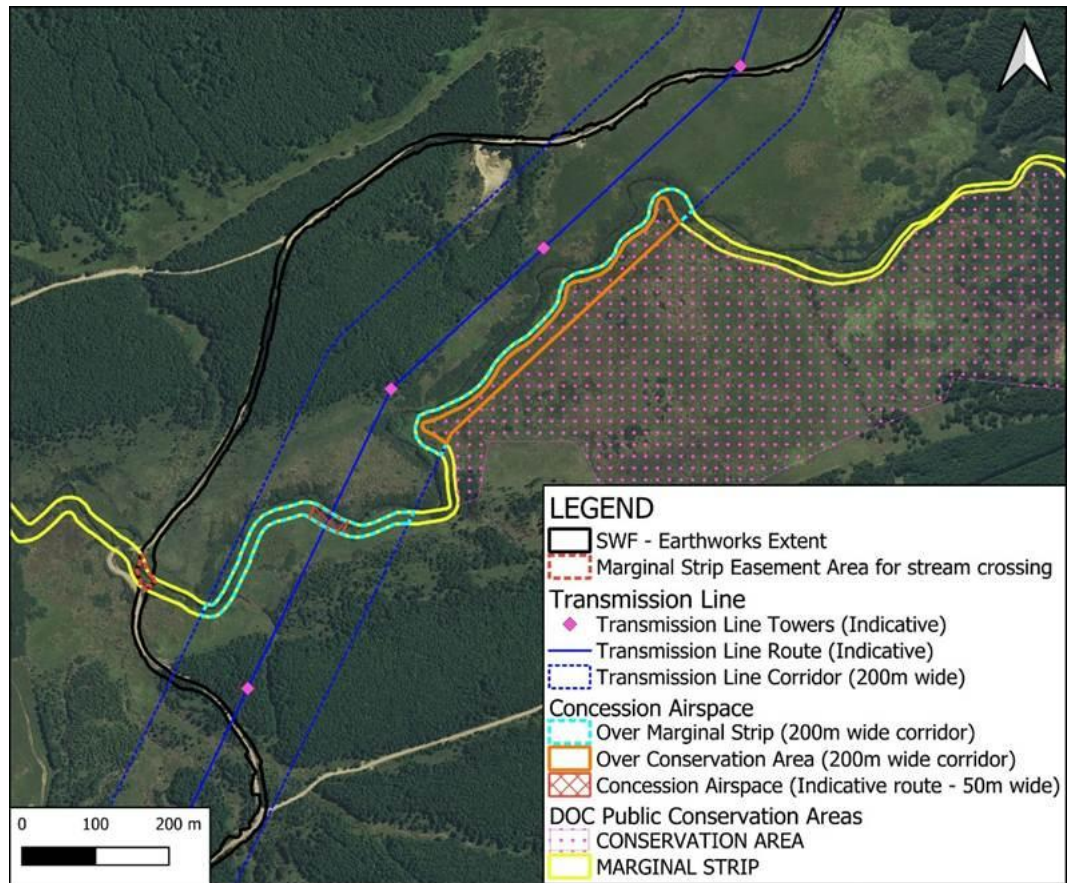 LEGEND
SWF - Earthworks Extent
Marginal Strip Easement Area for stream crossing
Transmission Line
Transmission Line Towers (Indicative)
Transmission Line Route (Indicative)
Transmission Line Corridor (200m wide)
Concession Airspace
Over Marginal Strip (200m wide corridor)
Over Conservation Area (200m wide corridor)
Concession Airspace (Indicative route - 50m wide)
DOC Public Conservation Areas
CONSERVATION AREA
MARGINAL STRIP
0 100 200 m